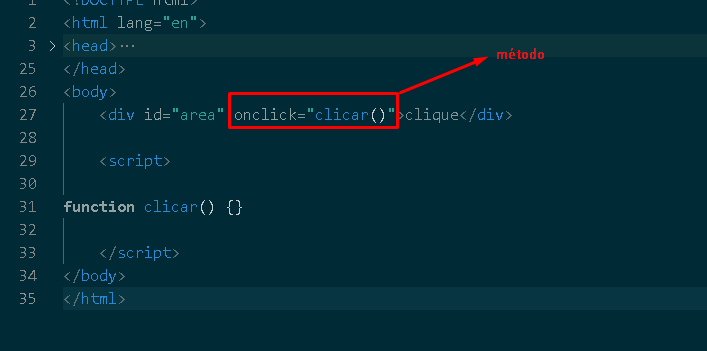 1 <!DOCTYPE html>
2 <html lang="en">
3 > <head>…
25 </head>
26 <body>
27 <div id="area" onclick="clicar()">clique</div>
método
28
29 <script>
30
31 function clicar() {}
32
33 </script>
34 </body>
35 </html>